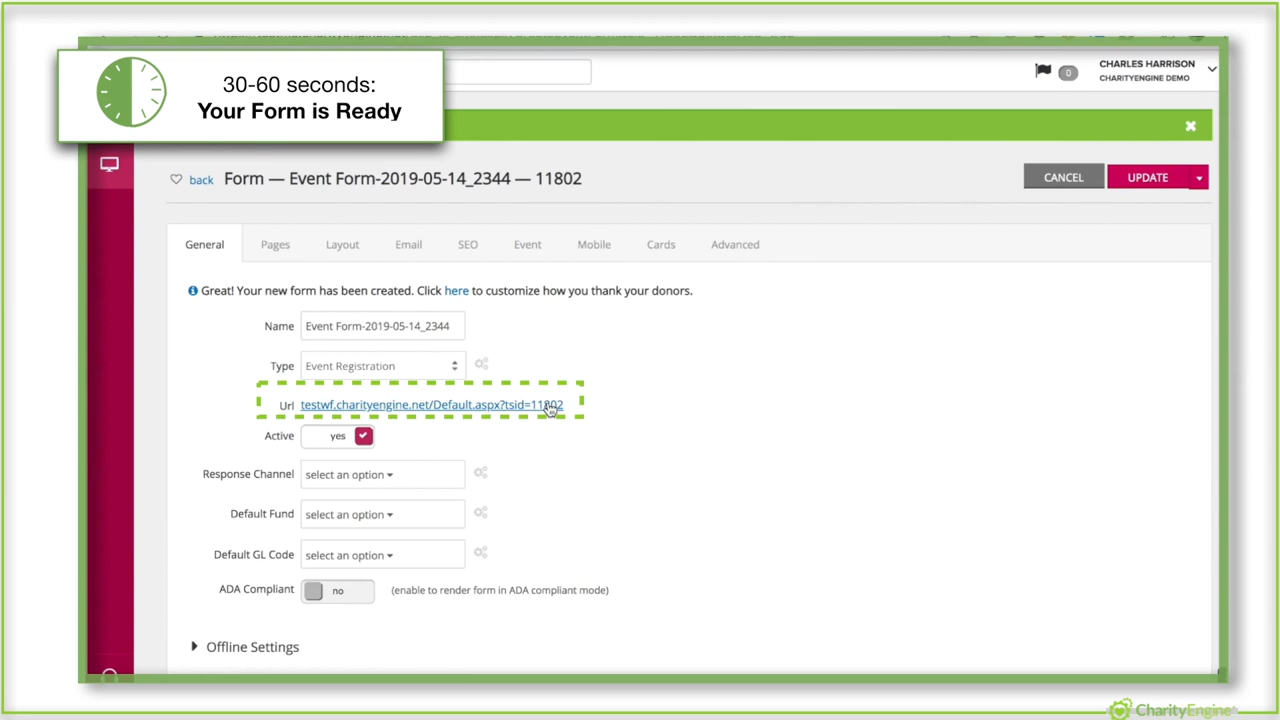 30-60 seconds:
Your Form is Ready
0
CHARLES HARRISON
CHARITYENGINE DEMO
back Form — Event Form-2019-05-14_2344 — 11802
CANCEL UPDATE
General Pages Layout Email SEO Event Mobile Cards Advanced
Great! Your new form has been created. Click here to customize how you thank your donors.
Name Event Form-2019-05-14_2344
Type Event Registration
Url testwf.charityengine.net/Default.aspx?tsid=11802
Active yes
Response Channel select an option
Default Fund select an option
Default GL Code select an option
ADA Compliant no (enable to render form in ADA compliant mode)
Offline Settings
CharityEngine